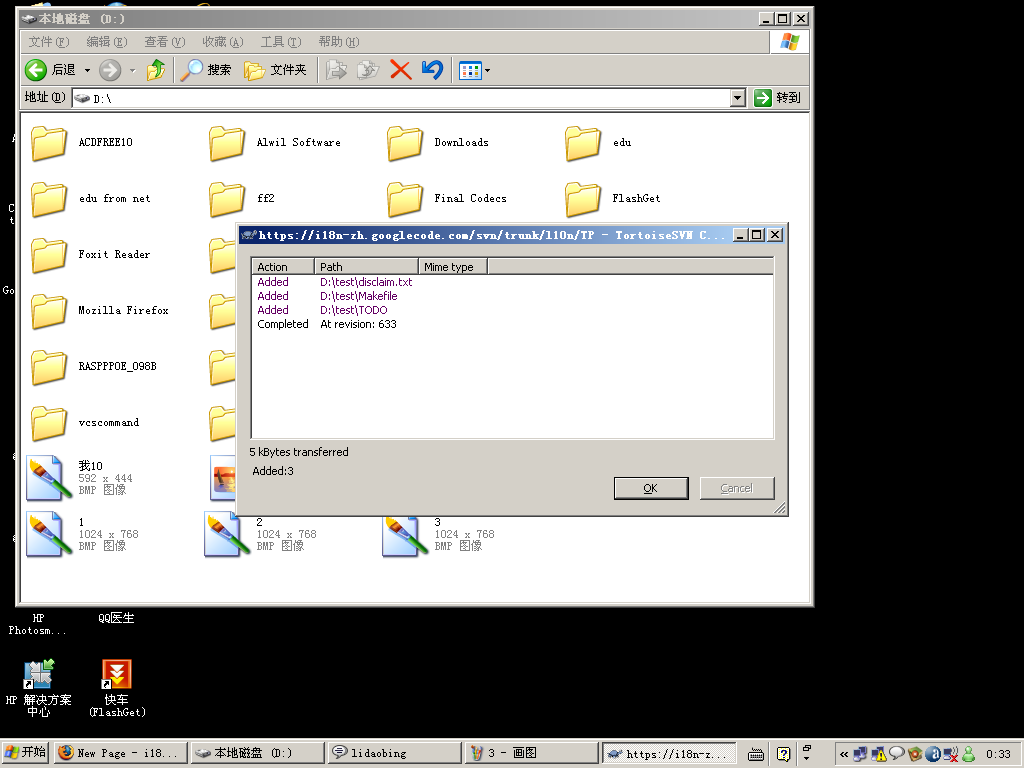 本地磁盘 (D:)
文件(F) 编辑(E) 查看(V) 收藏(A) 工具(T) 帮助(H)
后退 搜索 文件夹
地址(D) D:\ 转到
ACDFREE10 Alwil Software Downloads edu
edu from net ff2 Final Codecs FlashGet
Foxit Reader
Mozilla Firefox
RASPPPOE_098B
vcscommand
我10
592 x 444
BMP 图像
1
1024 x 768
BMP 图像
2
1024 x 768
BMP 图像
3
1024 x 768
BMP 图像
https://i18n-zh.googlecode.com/svn/trunk/l10n/TP - TortoiseSVN C...
Action Path Mime type
Added D:\test\disclaim.txt
Added D:\test\Makefile
Added D:\test\TODO
Completed At revision: 633
5 kBytes transferred
Added:3
OK Cancel
Go
HP
Photosm...
QQ医生
HP 解决方案
中心
快车
(FlashGet)
开始 New Page - i18... 本地磁盘 (D:) lidaobing 3 - 画图 https://i18n-z... « 0:33